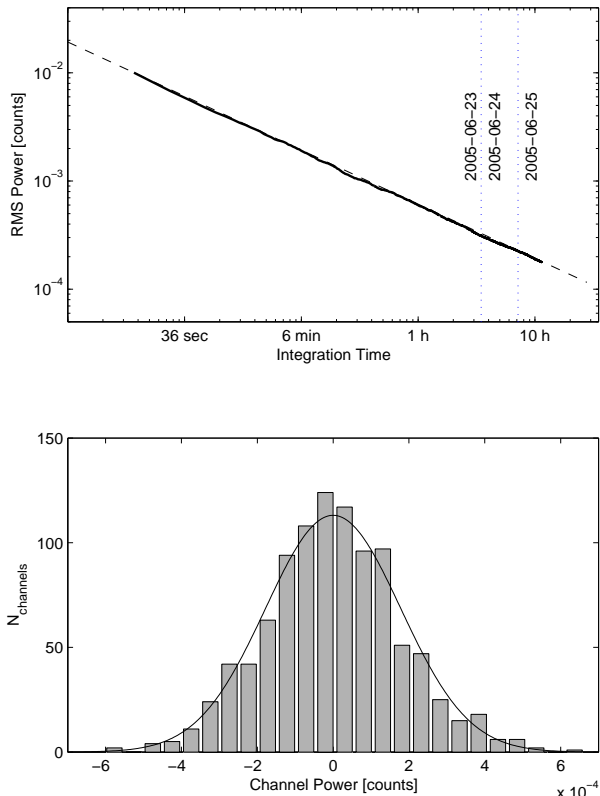 10−2
10−3
10−4
RMS Power [counts]
2005−06−23
2005−06−24
2005−06−25
36 sec 6 min 1 h 10 h
Integration Time
150
100
50
0
Nchannels
−6 −4 −2 0 2 4 6
Channel Power [counts]
x 10−4